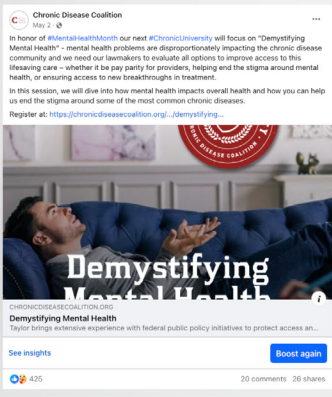 Chronic Disease Coalition
May 2 ·
In honor of #MentalHealthMonth our next #ChronicUniversity will focus on "Demystifying
Mental Health" - mental health problems are disproportionately impacting the chronic disease
community and we need our lawmakers to evaluate all options to improve access to this
lifesaving care – whether it be pay parity for providers, helping end the stigma around mental
health, or ensuring access to new breakthroughs in treatment.
In this session, we will dive into how mental health impacts overall health and how you can help
us end the stigma around some of the most common chronic diseases.
Register at: https://chronicdiseasecoalition.org/.../demystifying...
CHRONIC DISEASE COALITION
Demystifying
Mental Health
CHRONICDISEASECOALITION.ORG
Demystifying Mental Health
Taylor brings extensive experience with federal public policy initiatives to protect access an...
See insights
Boost again
425
20 comments 26 shares